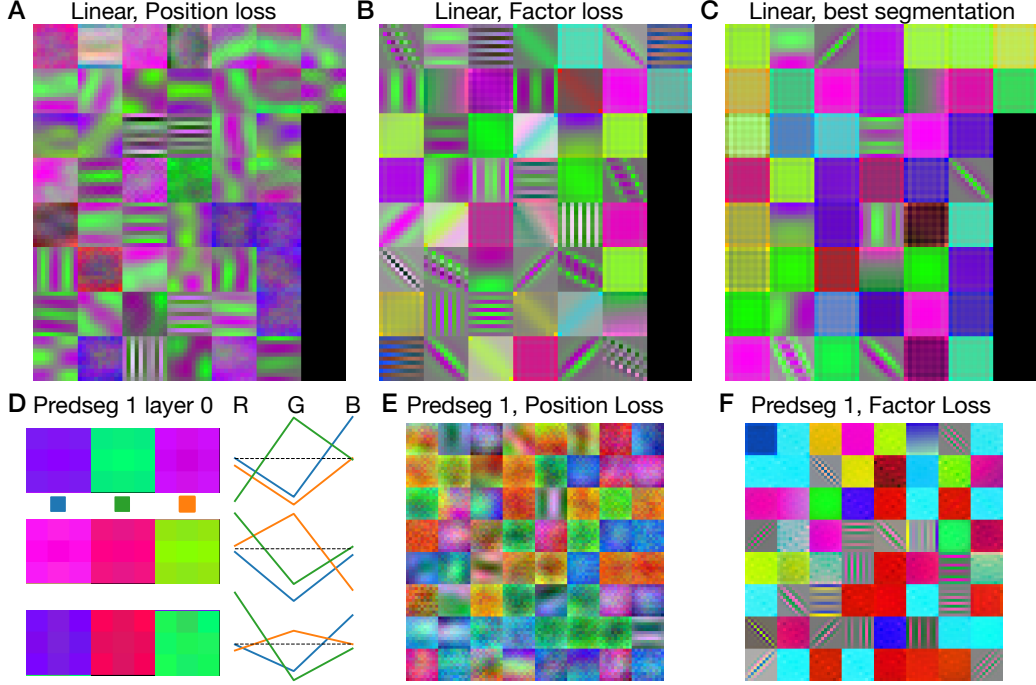 A Linear, Position loss
B Linear, Factor loss
C Linear, best segmentation
D Predseg 1 layer 0 R G B
E Predseg 1, Position Loss
F Predseg 1, Factor Loss